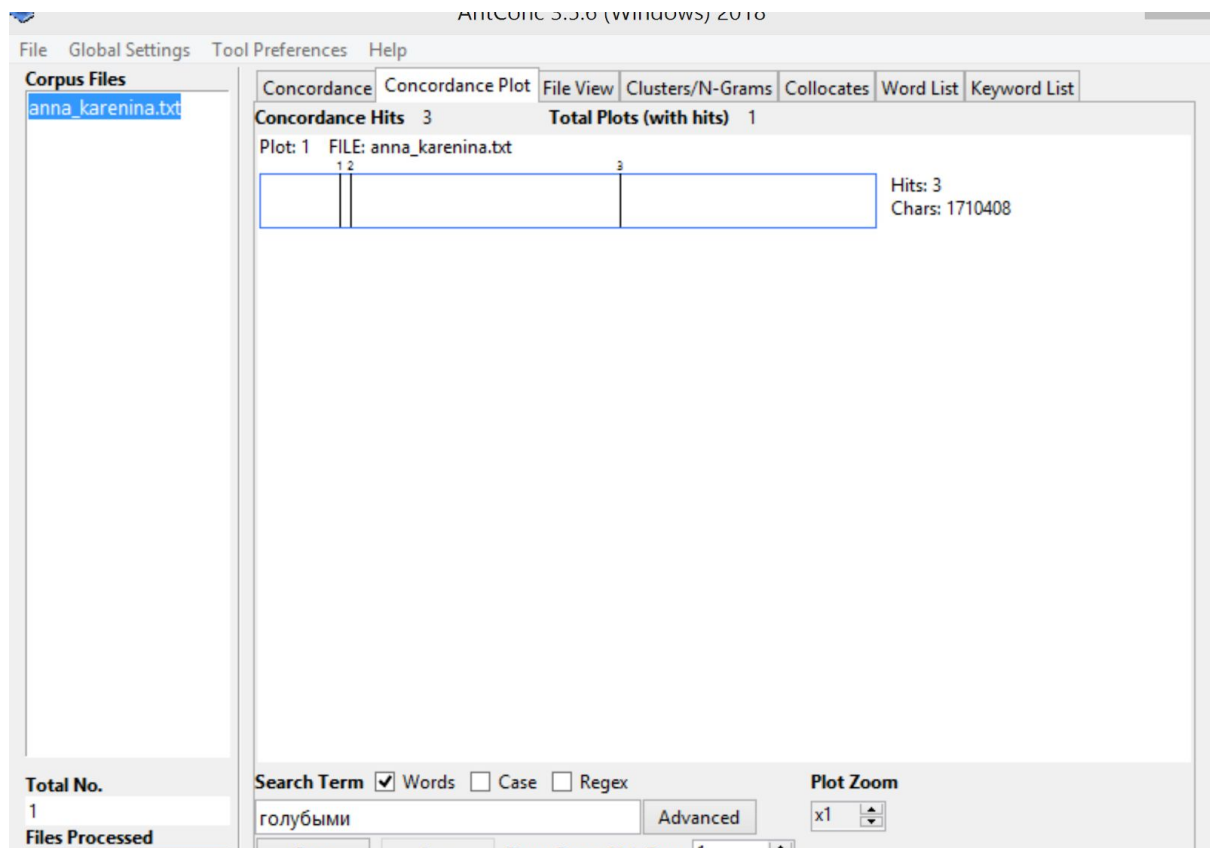 AntConc 3.5.6 (Windows) 2018
File Global Settings Tool Preferences Help
Corpus Files
anna_karenina.txt
Concordance Concordance Plot File View Clusters/N-Grams Collocates Word List Keyword List
Concordance Hits 3 Total Plots (with hits) 1
Plot: 1 FILE: anna_karenina.txt
1 2 3
Hits: 3
Chars: 1710408
Total No.
1
Files Processed
Search Term Words Case Regex Plot Zoom
голубыми Advanced x1